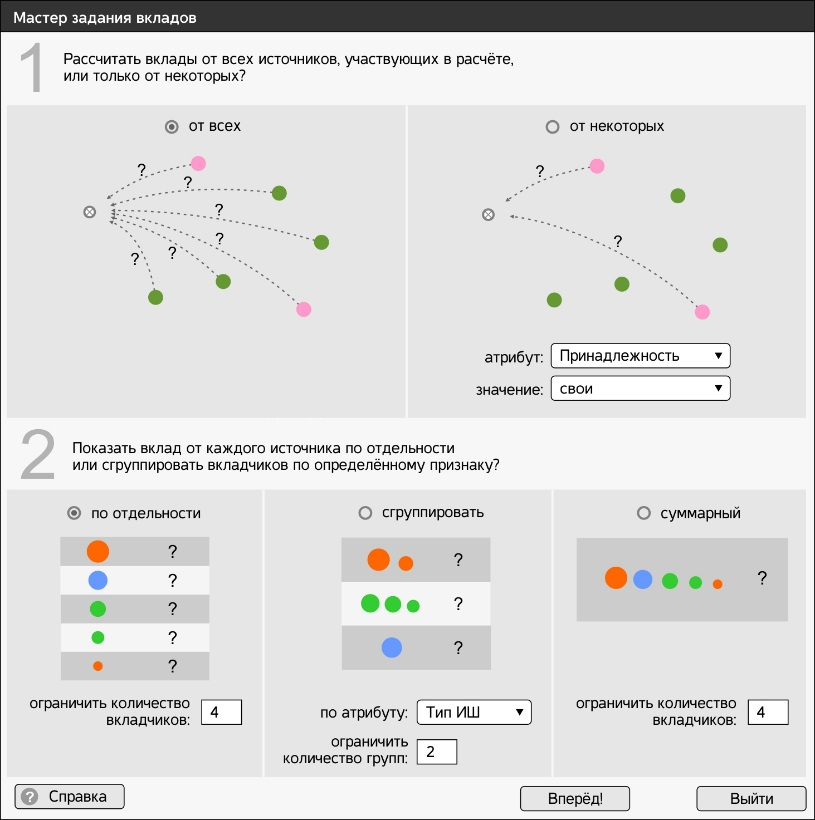 Мастер задания вкладов
1
Рассчитать вклады от всех источников, участвующих в расчёте,
или только от некоторых?
от всех
?
?
?
?
?
?
от некоторых
?
?
атрибут: Принадлежность
значение: свои
2
Показать вклад от каждого источника по отдельности
или сгруппировать вкладчиков по определённому признаку?
по отдельности
?
?
?
?
?
ограничить количество
вкладчиков: 4
сгруппировать
?
?
?
по атрибуту: Тип ИШ
ограничить
количество групп: 2
суммарный
?
ограничить количество
вкладчиков: 4
? Справка
Вперёд!
Выйти